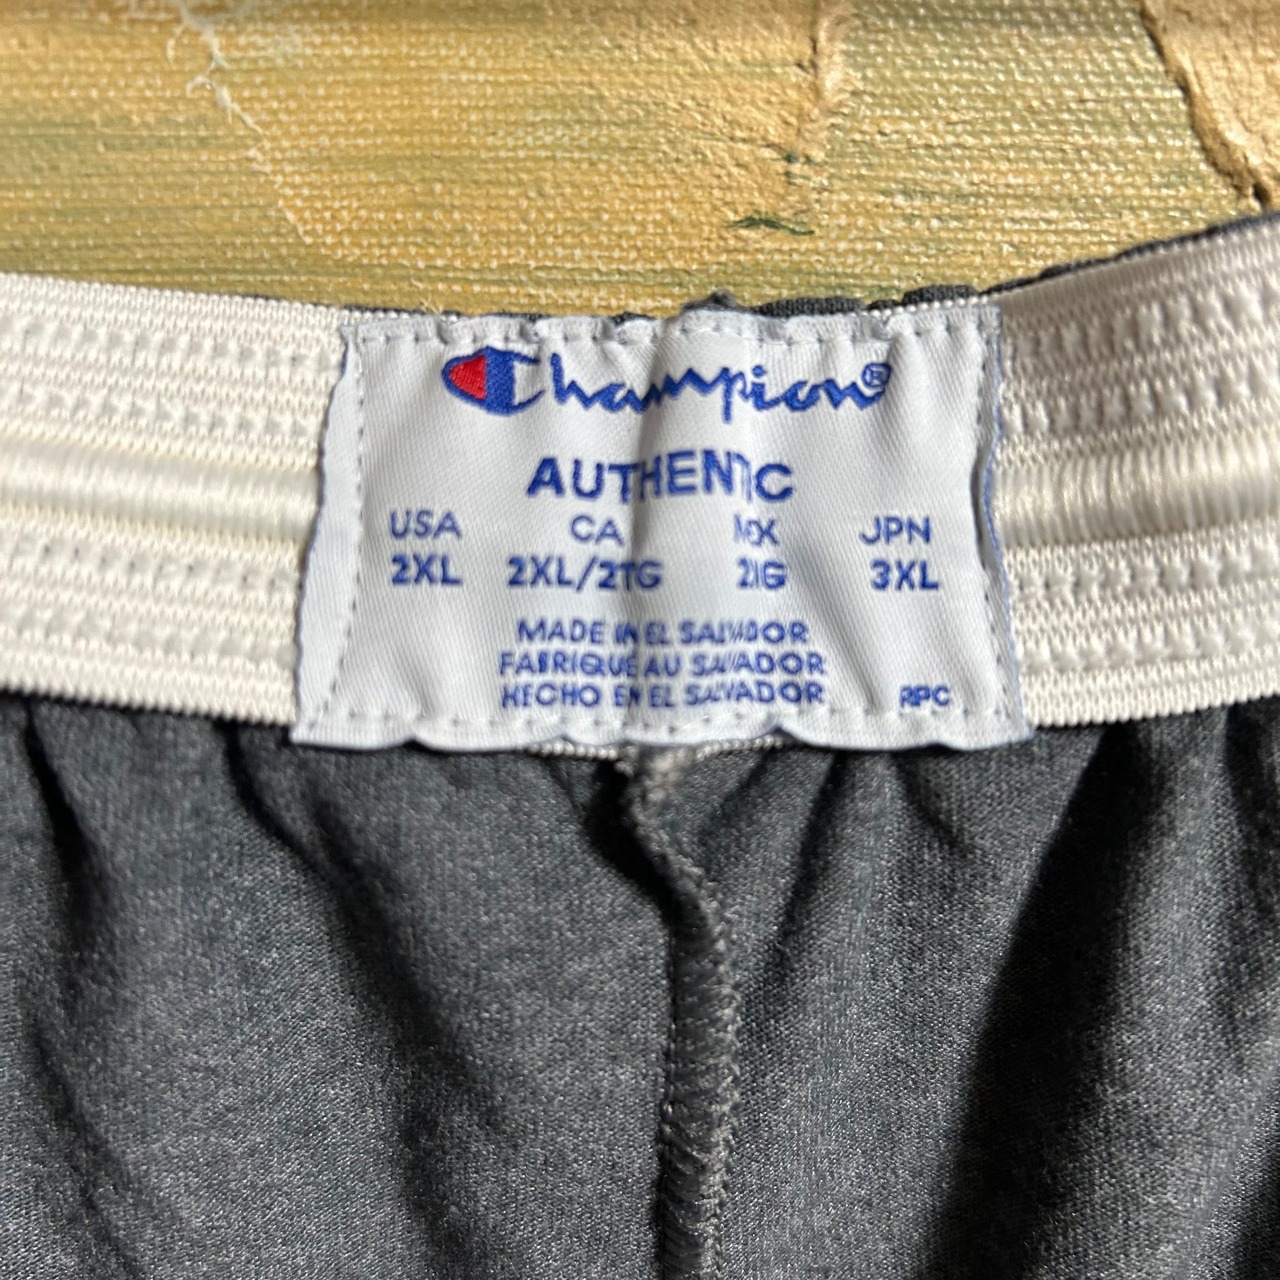 Champion®
AUTHENTIC
USA CA MEX JPN
2XL 2XL/2TG 2XG 3XL
MADE IN EL SALVADOR
FABRIQUE AU SALVADOR
HECHO EN EL SALVADOR RPC